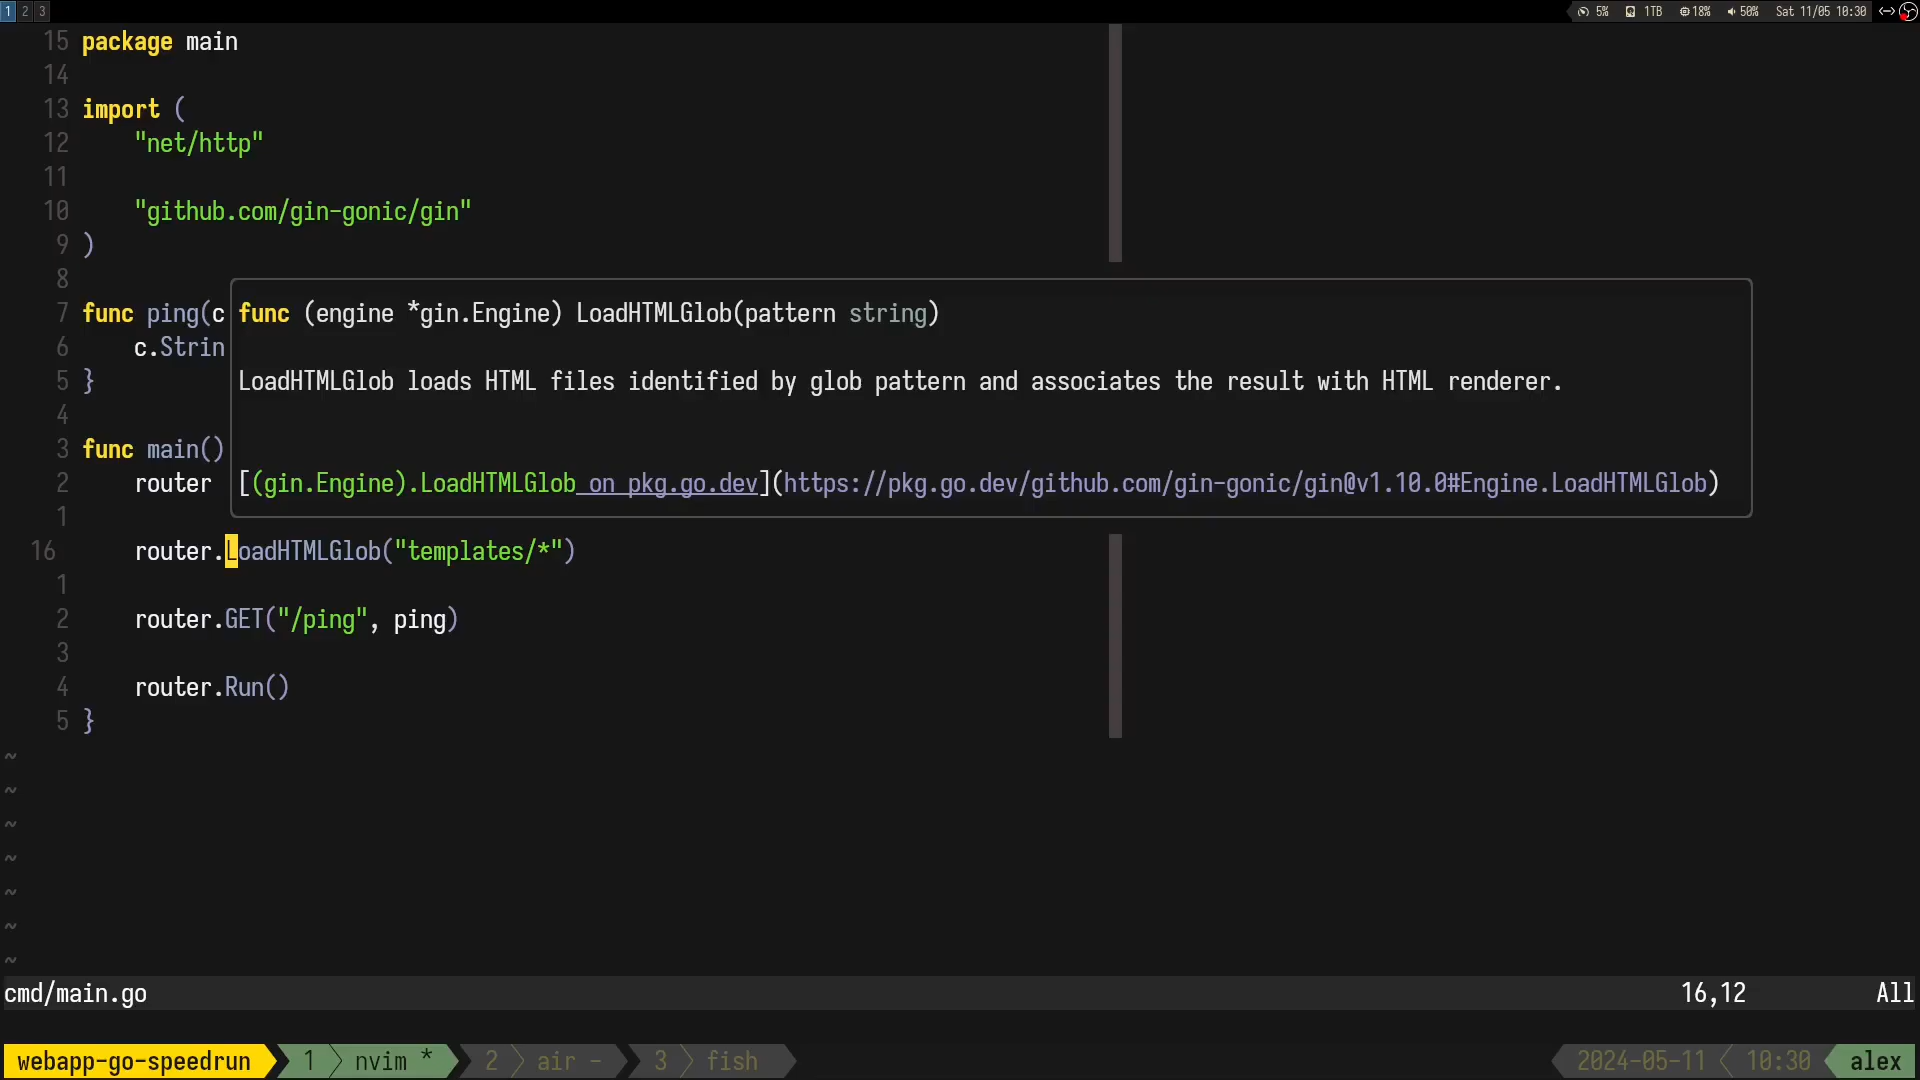 1 2 3 5% 1TB 18% 50% Sat 11/05 10:30
15 package main
14
13 import (
12 "net/http"
11
10 "github.com/gin-gonic/gin"
9 )
8
7 func ping(c func (engine *gin.Engine) LoadHTMLGlob(pattern string)
6 c.Strin
5 } LoadHTMLGlob loads HTML files identified by glob pattern and associates the result with HTML renderer.
4
3 func main()
2 router [(gin.Engine).LoadHTMLGlob on pkg.go.dev](https://pkg.go.dev/github.com/gin-gonic/gin@v1.10.0#Engine.LoadHTMLGlob)
1
16 router.LoadHTMLGlob("templates/*")
1
2 router.GET("/ping", ping)
3
4 router.Run()
5 }
~
~
~
~
~
~
~
cmd/main.go 16,12 All
webapp-go-speedrun 1 nvim * 2 air - 3 fish 2024-05-11 10:30 alex